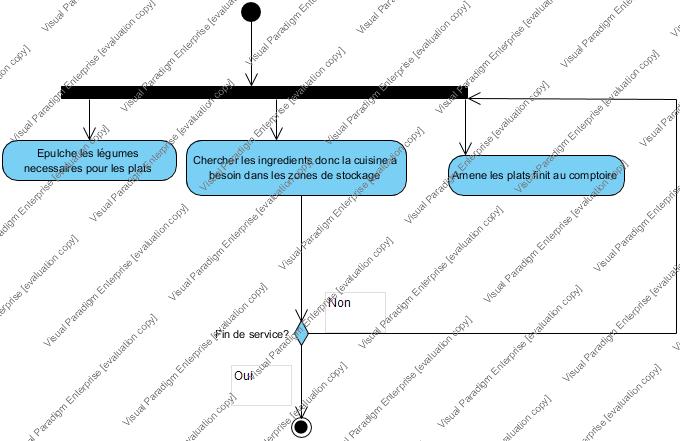 Epulche les légumes
necessaires pour les plats
Chercher les ingredients donc la cuisine à
besoin dans les zones de stockage
Amene les plats finit au comptoire
Non
Fin de service?
Oui
Visual Paradigm Enterprise [evaluation copy]